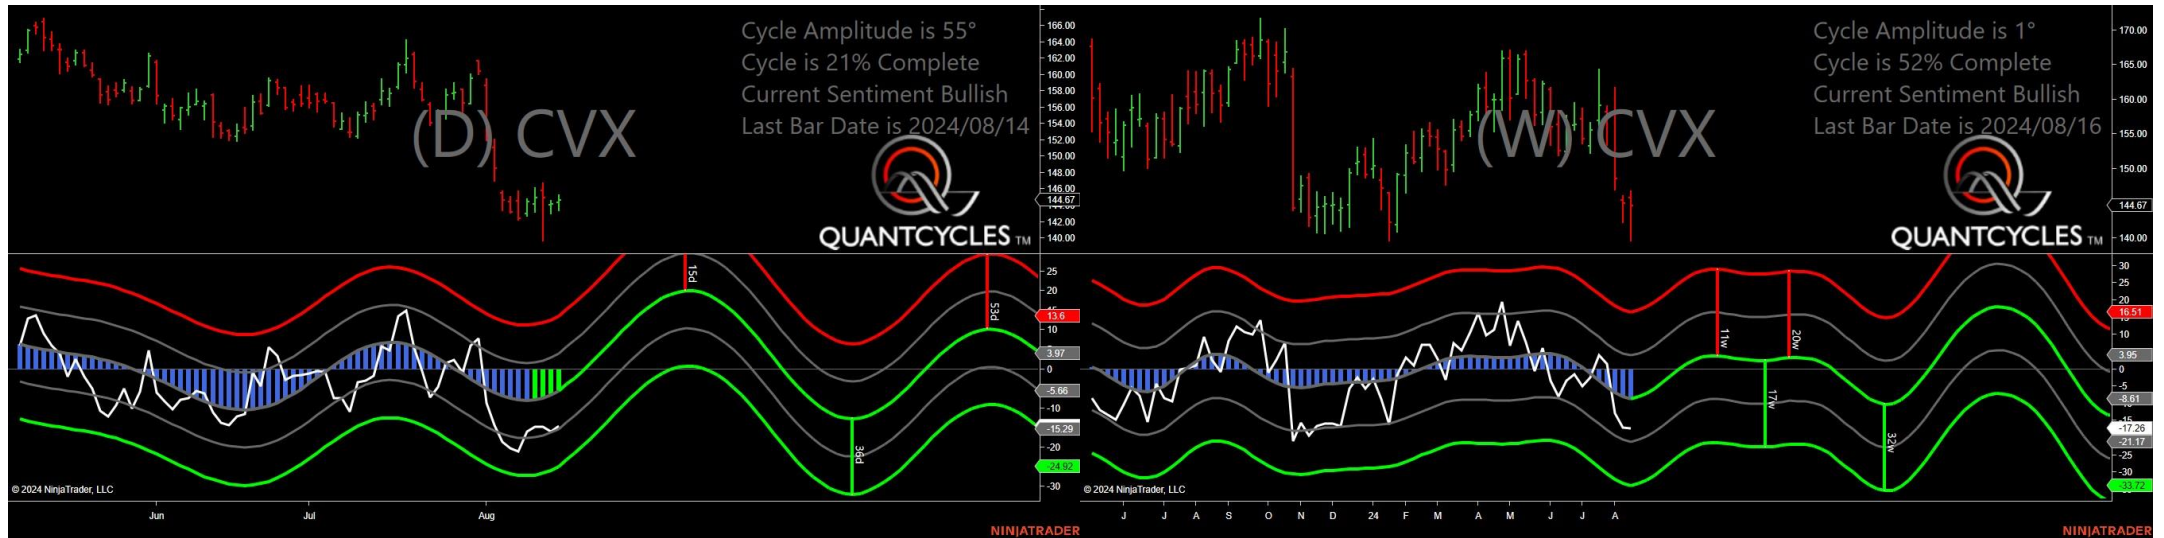 Cycle Amplitude is 55°
Cycle is 21% Complete
Current Sentiment Bullish
Last Bar Date is 2024/08/14
(D) CVX
QUANTCYCLES TM
166.00
164.00
162.00
160.00
158.00
156.00
154.00
152.00
150.00
148.00
146.00
144.67
142.00
140.00
15d
53d
36d
25
20
13.6
10
3.97
0
-5.66
-10
-15.29
-20
-24.92
-30
© 2024 NinjaTrader, LLC
Jun Jul Aug
NINJATRADER
Cycle Amplitude is 1°
Cycle is 52% Complete
Current Sentiment Bullish
Last Bar Date is 2024/08/16
(W) CVX
QUANTCYCLES TM
170.00
165.00
160.00
155.00
150.00
144.67
140.00
11w
20w
17w
32w
30
25
20
16.51
10
3.95
0
-5
-8.61
-17.26
-21.17
-25
-30
-33.72
© 2024 NinjaTrader, LLC
J J A S O N D 24 F M A M J J A
NINJATRADER